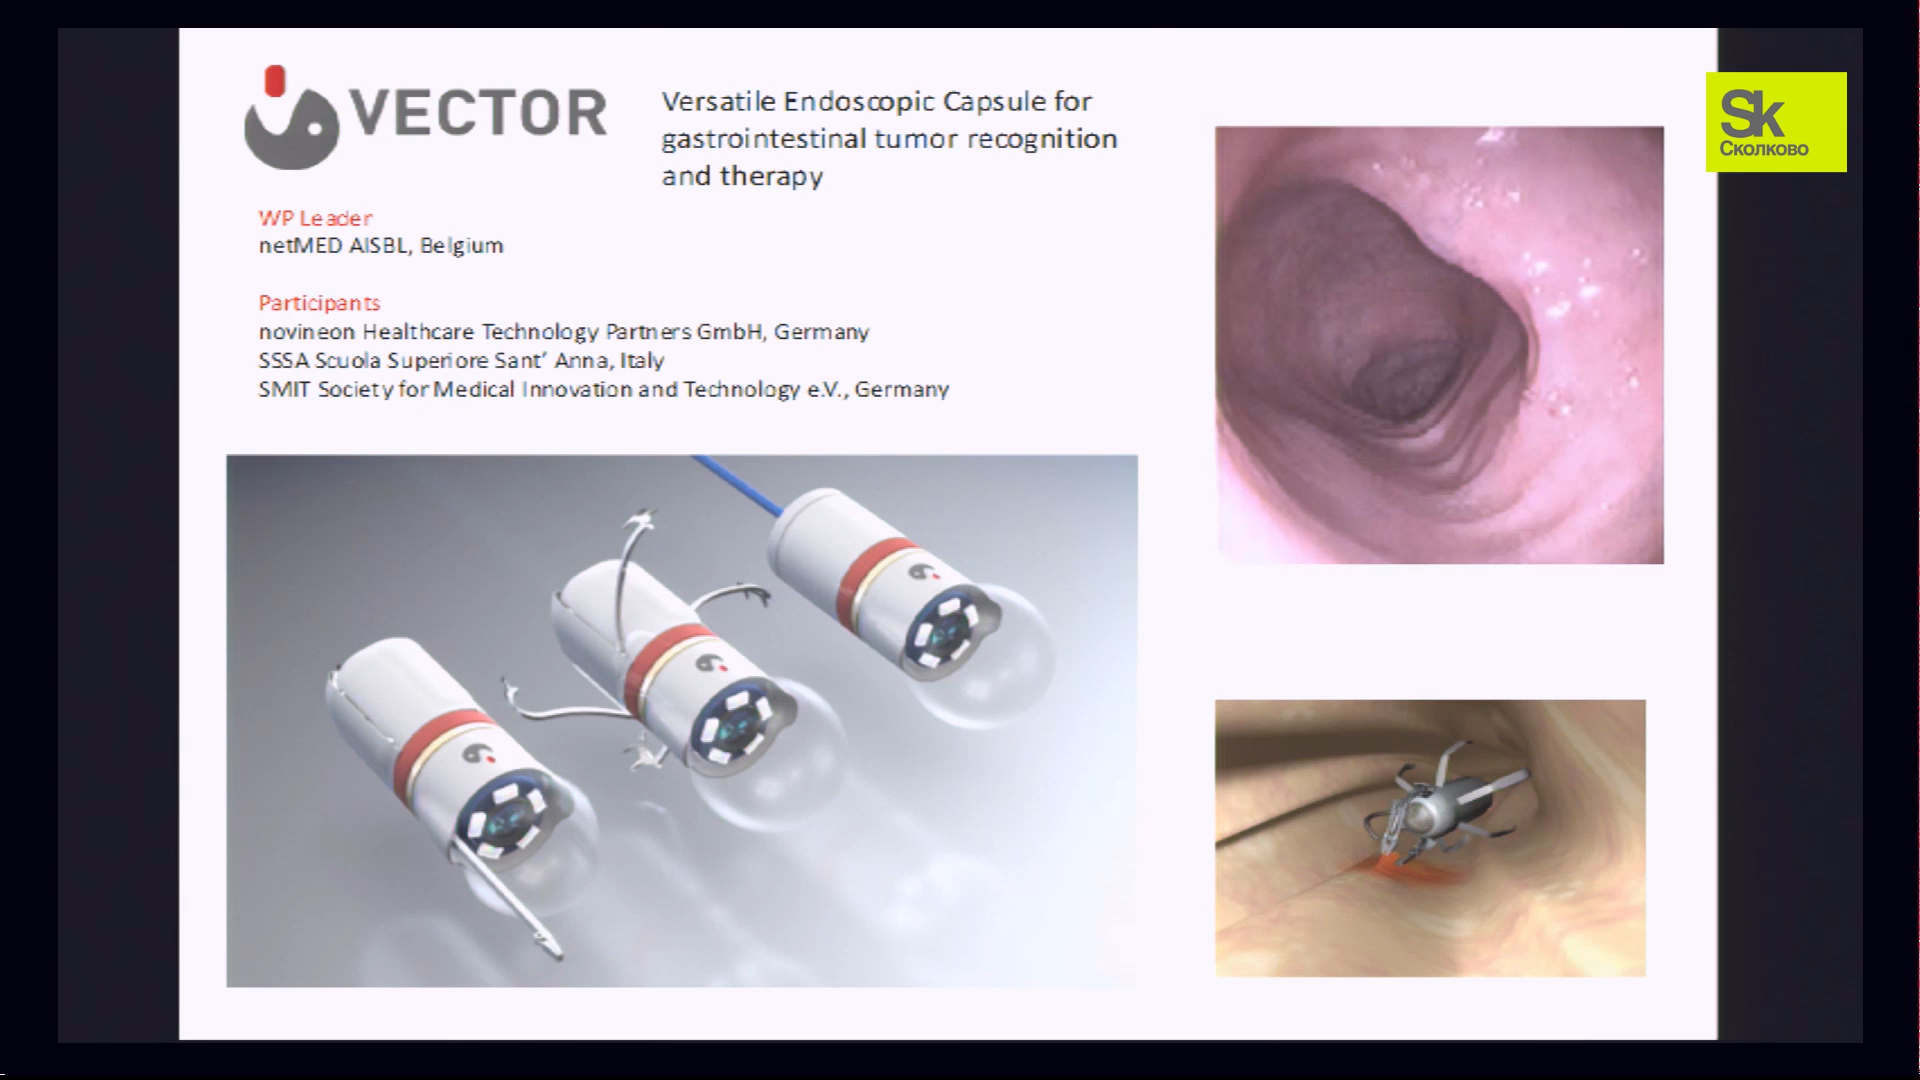 VECTOR
Versatile Endoscopic Capsule for
gastrointestinal tumor recognition
and therapy
WP Leader
netMED AISBL, Belgium
Participants
novineon Healthcare Technology Partners GmbH, Germany
SSSA Scuola Superiore Sant' Anna, Italy
SMIT Society for Medical Innovation and Technology e.V., Germany
Sk
Сколково